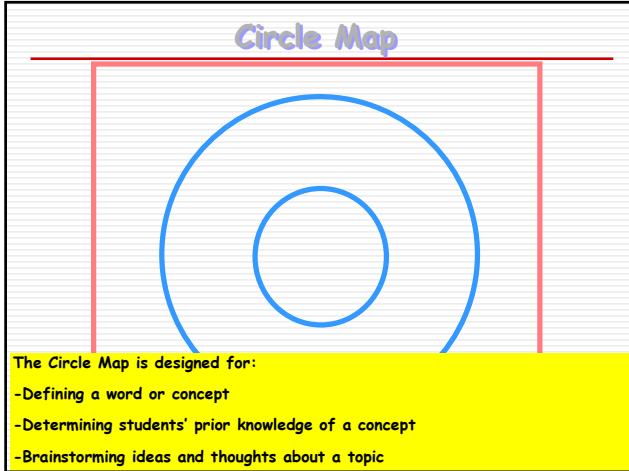 Circle Map
The Circle Map is designed for:
-Defining a word or concept
-Determining students’ prior knowledge of a concept
-Brainstorming ideas and thoughts about a topic